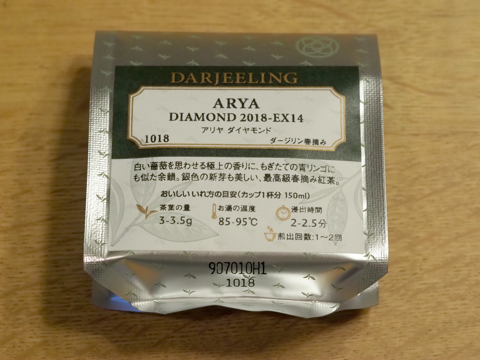 DARJEELING
ARYA
DIAMOND 2018-EX14
アリヤ ダイヤモンド
1018 ダージリン春摘み
白い薔薇を思わせる極上の香りに、もぎたての青リンゴに
も似た余韻。銀色の新芽も美しい、最高級春摘み紅茶。
おいしいいれ方の目安(カップ1杯分 150ml)
茶葉の量 お湯の温度 浸出時間
3-3.5g 85-95℃ 2-2.5分
煎出回数:1〜2回
907010H1
1018